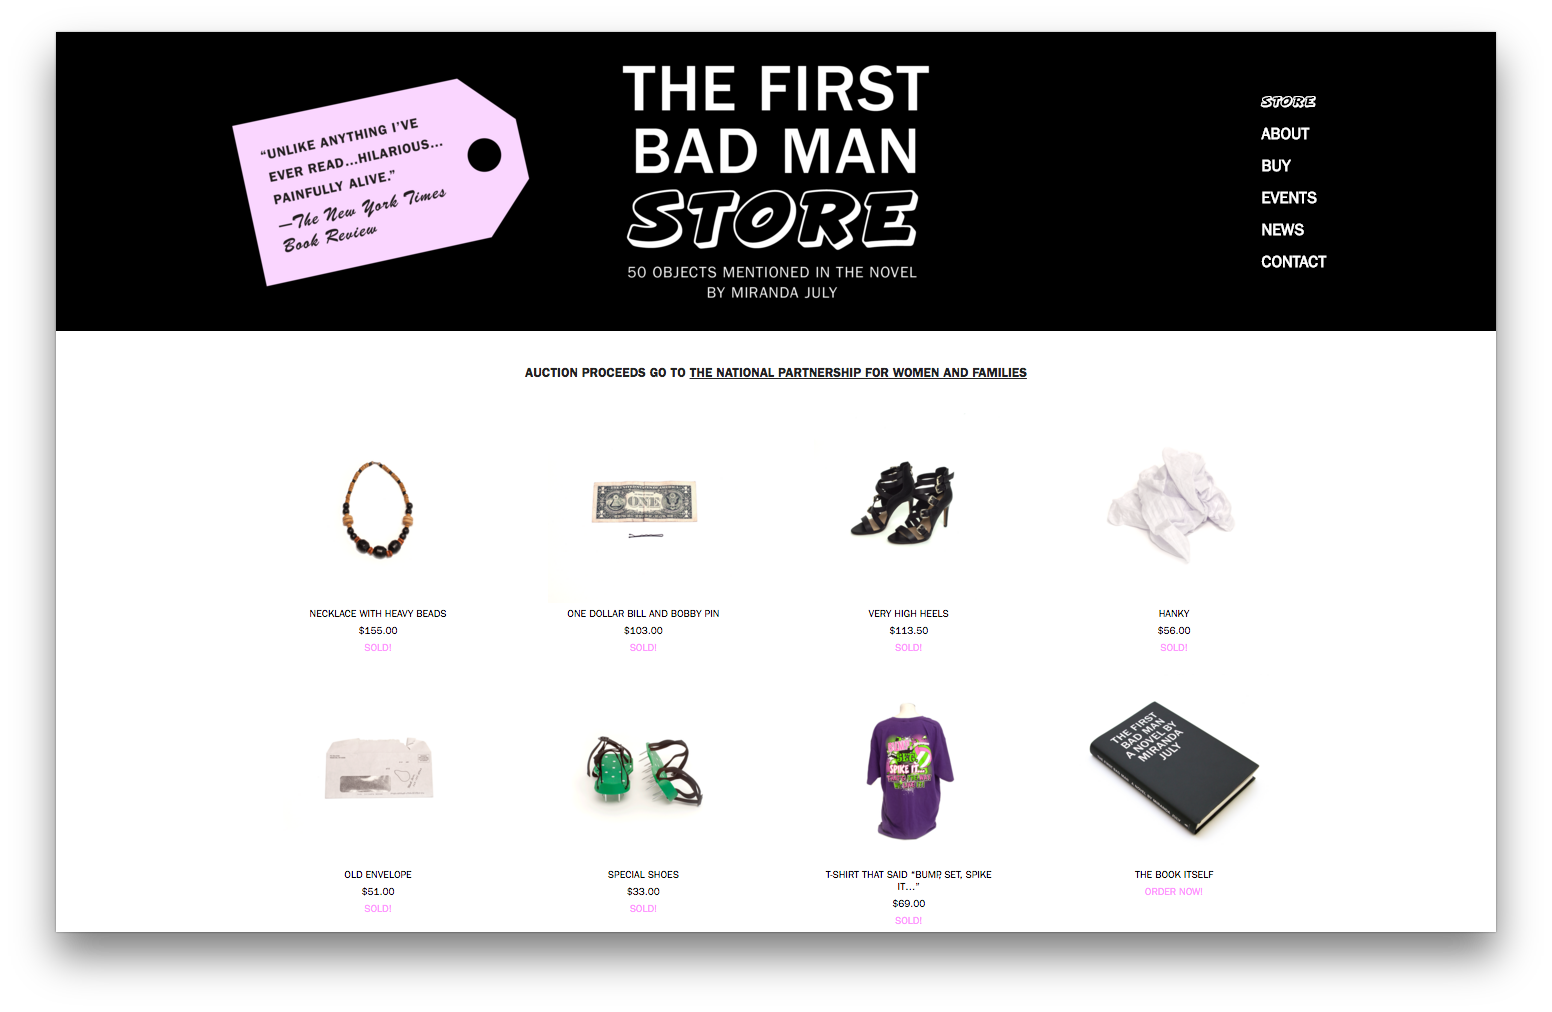 “UNLIKE ANYTHING I’VE
EVER READ...HILARIOUS...
PAINFULLY ALIVE.”
—The New York Times
Book Review
THE FIRST
BAD MAN
STORE
50 OBJECTS MENTIONED IN THE NOVEL
BY MIRANDA JULY
STORE
ABOUT
BUY
EVENTS
NEWS
CONTACT
AUCTION PROCEEDS GO TO THE NATIONAL PARTNERSHIP FOR WOMEN AND FAMILIES
ONE
NECKLACE WITH HEAVY BEADS
$155.00
SOLD!
ONE DOLLAR BILL AND BOBBY PIN
$103.00
SOLD!
VERY HIGH HEELS
$113.50
SOLD!
HANKY
$56.00
SOLD!
SET,
SPIKE IT...
THE FIRST
BAD MAN
A NOVEL BY
MIRANDA
JULY
OLD ENVELOPE
$51.00
SOLD!
SPECIAL SHOES
$33.00
SOLD!
T-SHIRT THAT SAID “BUMP, SET, SPIKE
IT...”
$69.00
SOLD!
THE BOOK ITSELF
ORDER NOW!